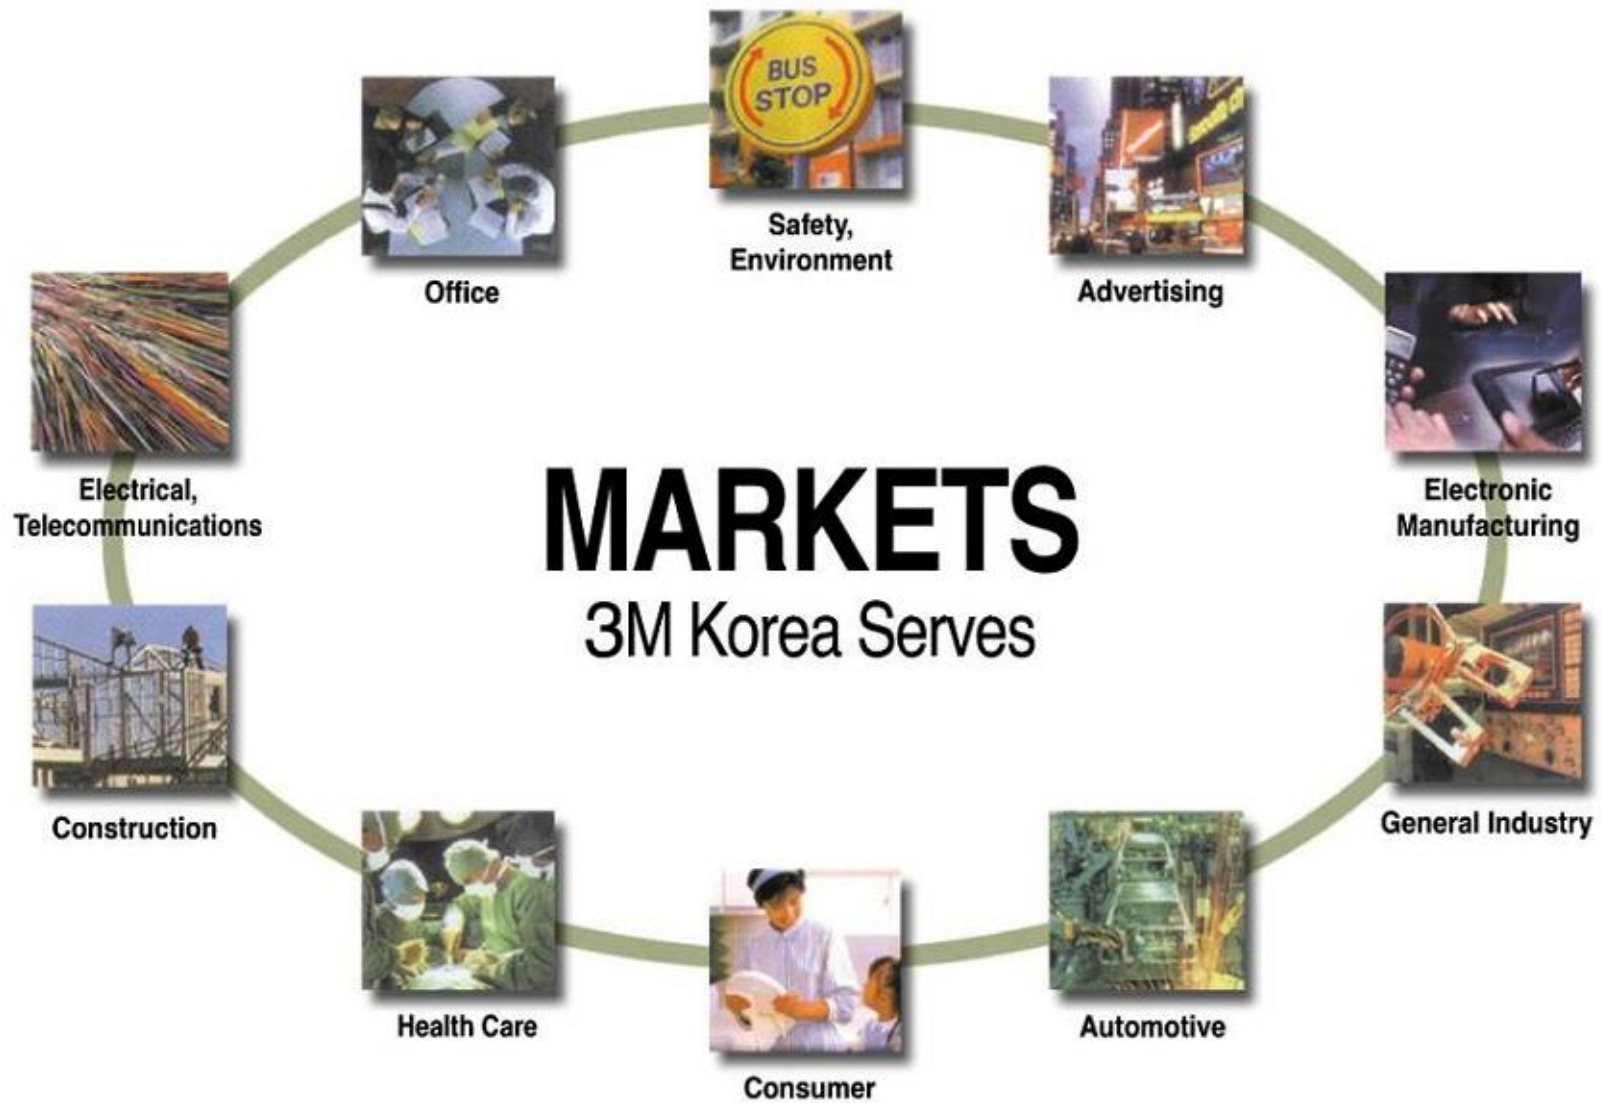 BUS
STOP
Safety,
Environment
Office
Advertising
Electrical,
Telecommunications
Electronic
Manufacturing
MARKETS
3M Korea Serves
Construction
General Industry
Health Care
Automotive
Consumer